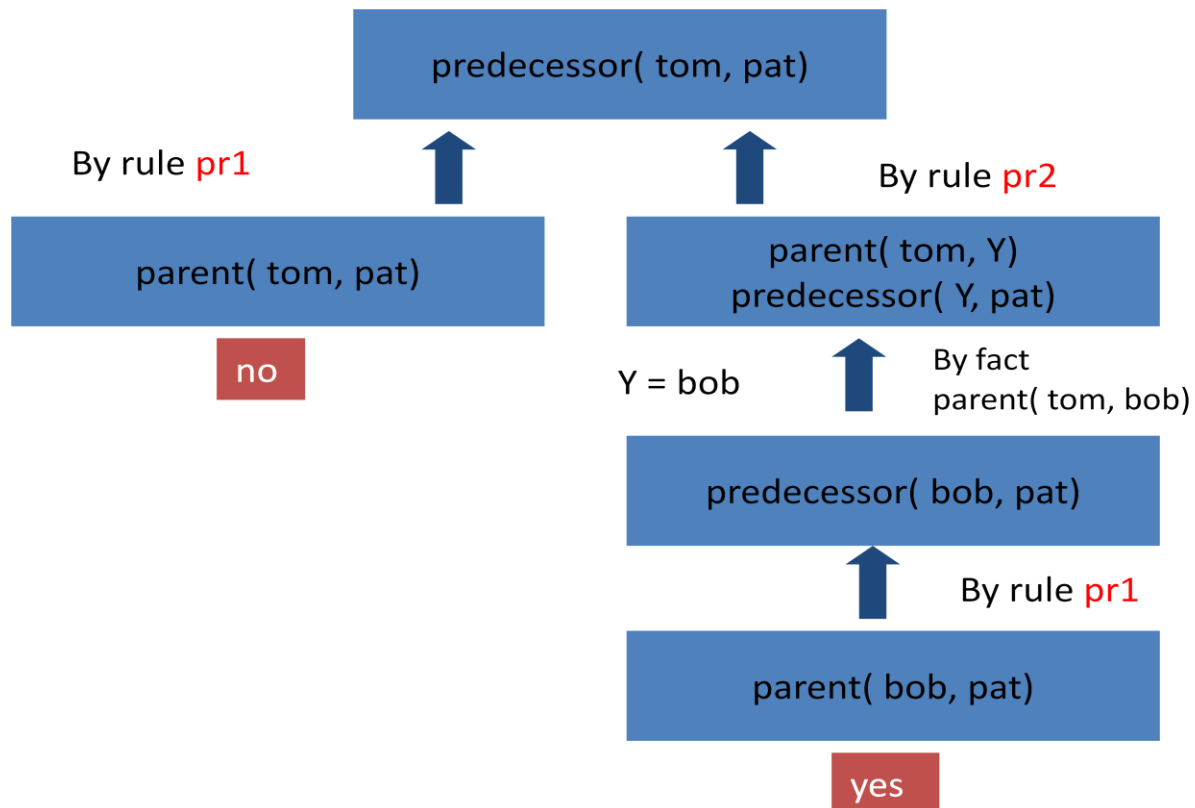 predecessor( tom, pat)
By rule pr1
By rule pr2
parent( tom, pat)
no
parent( tom, Y)
predecessor( Y, pat)
Y = bob
By fact
parent( tom, bob)
predecessor( bob, pat)
By rule pr1
parent( bob, pat)
yes